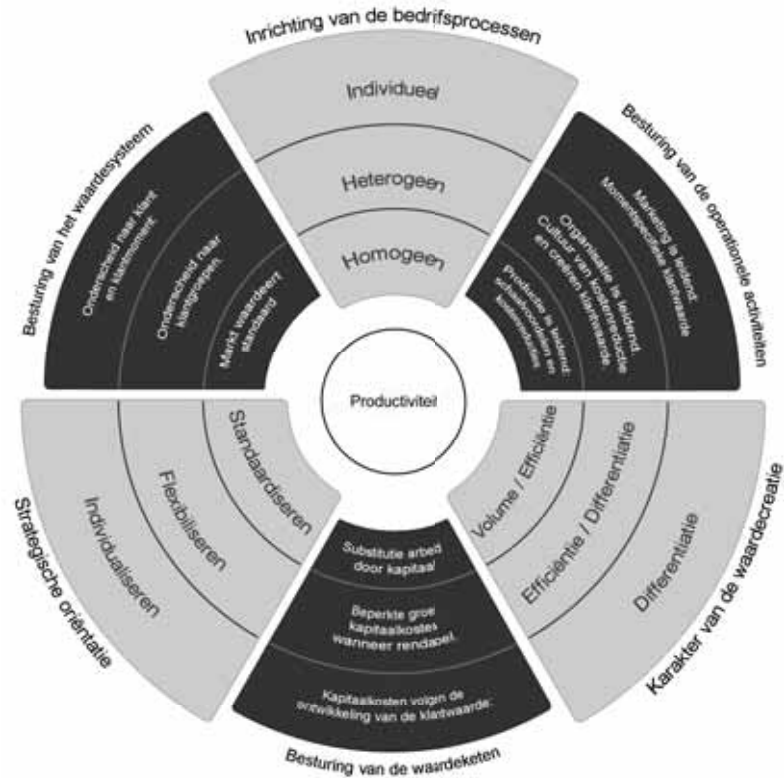 Inrichting van de bedrijfsprocessen
Individueel
Heterogeen
Homogeen
Besturing van de operationele activiteiten
Marketing is leidend:
Momentspecifieke klantwaarde
Organisatie is leidend:
Cultuur van kostenreductie
en creëren klantwaarde.
Productie is leidend:
schaalvoordelen en
kostenreducties
Karakter van de waardecreatie
Volume / Efficiëntie
Efficiëntie / Differentiatie
Differentiatie
Besturing van de waardeketen
Substitutie arbeid
door kapitaal
Beperkte groei
kapitaalkosten
wanneer rendabel.
Kapitaalkosten volgen de
ontwikkeling van de klantwaarde.
Strategische oriëntatie
Standaardiseren
Flexibiliseren
Individualiseren
Besturing van het waardesysteem
Onderscheid naar klant
en klantmoment
Onderscheid naar
klantgroepen
Markt waardeert
standaard
Productiviteit